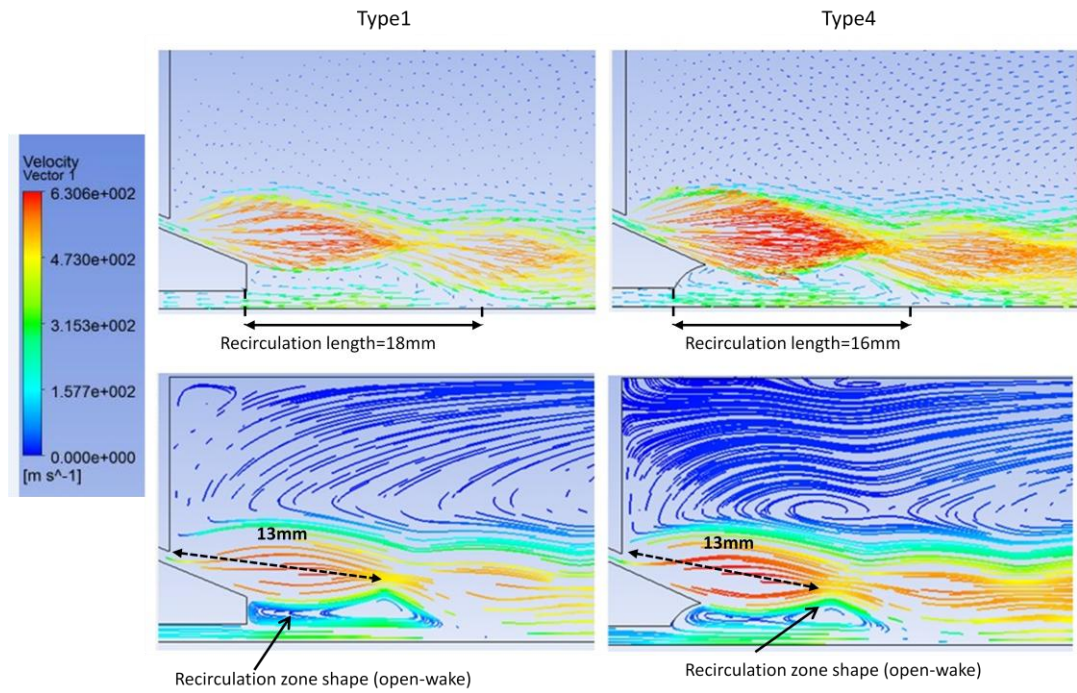 Type1
Type4
Velocity
Vector 1
6.306e+002
4.730e+002
3.153e+002
1.577e+002
0.000e+000
[m s^-1]
Recirculation length=18mm
Recirculation length=16mm
13mm
13mm
Recirculation zone shape (open-wake)
Recirculation zone shape (open-wake)